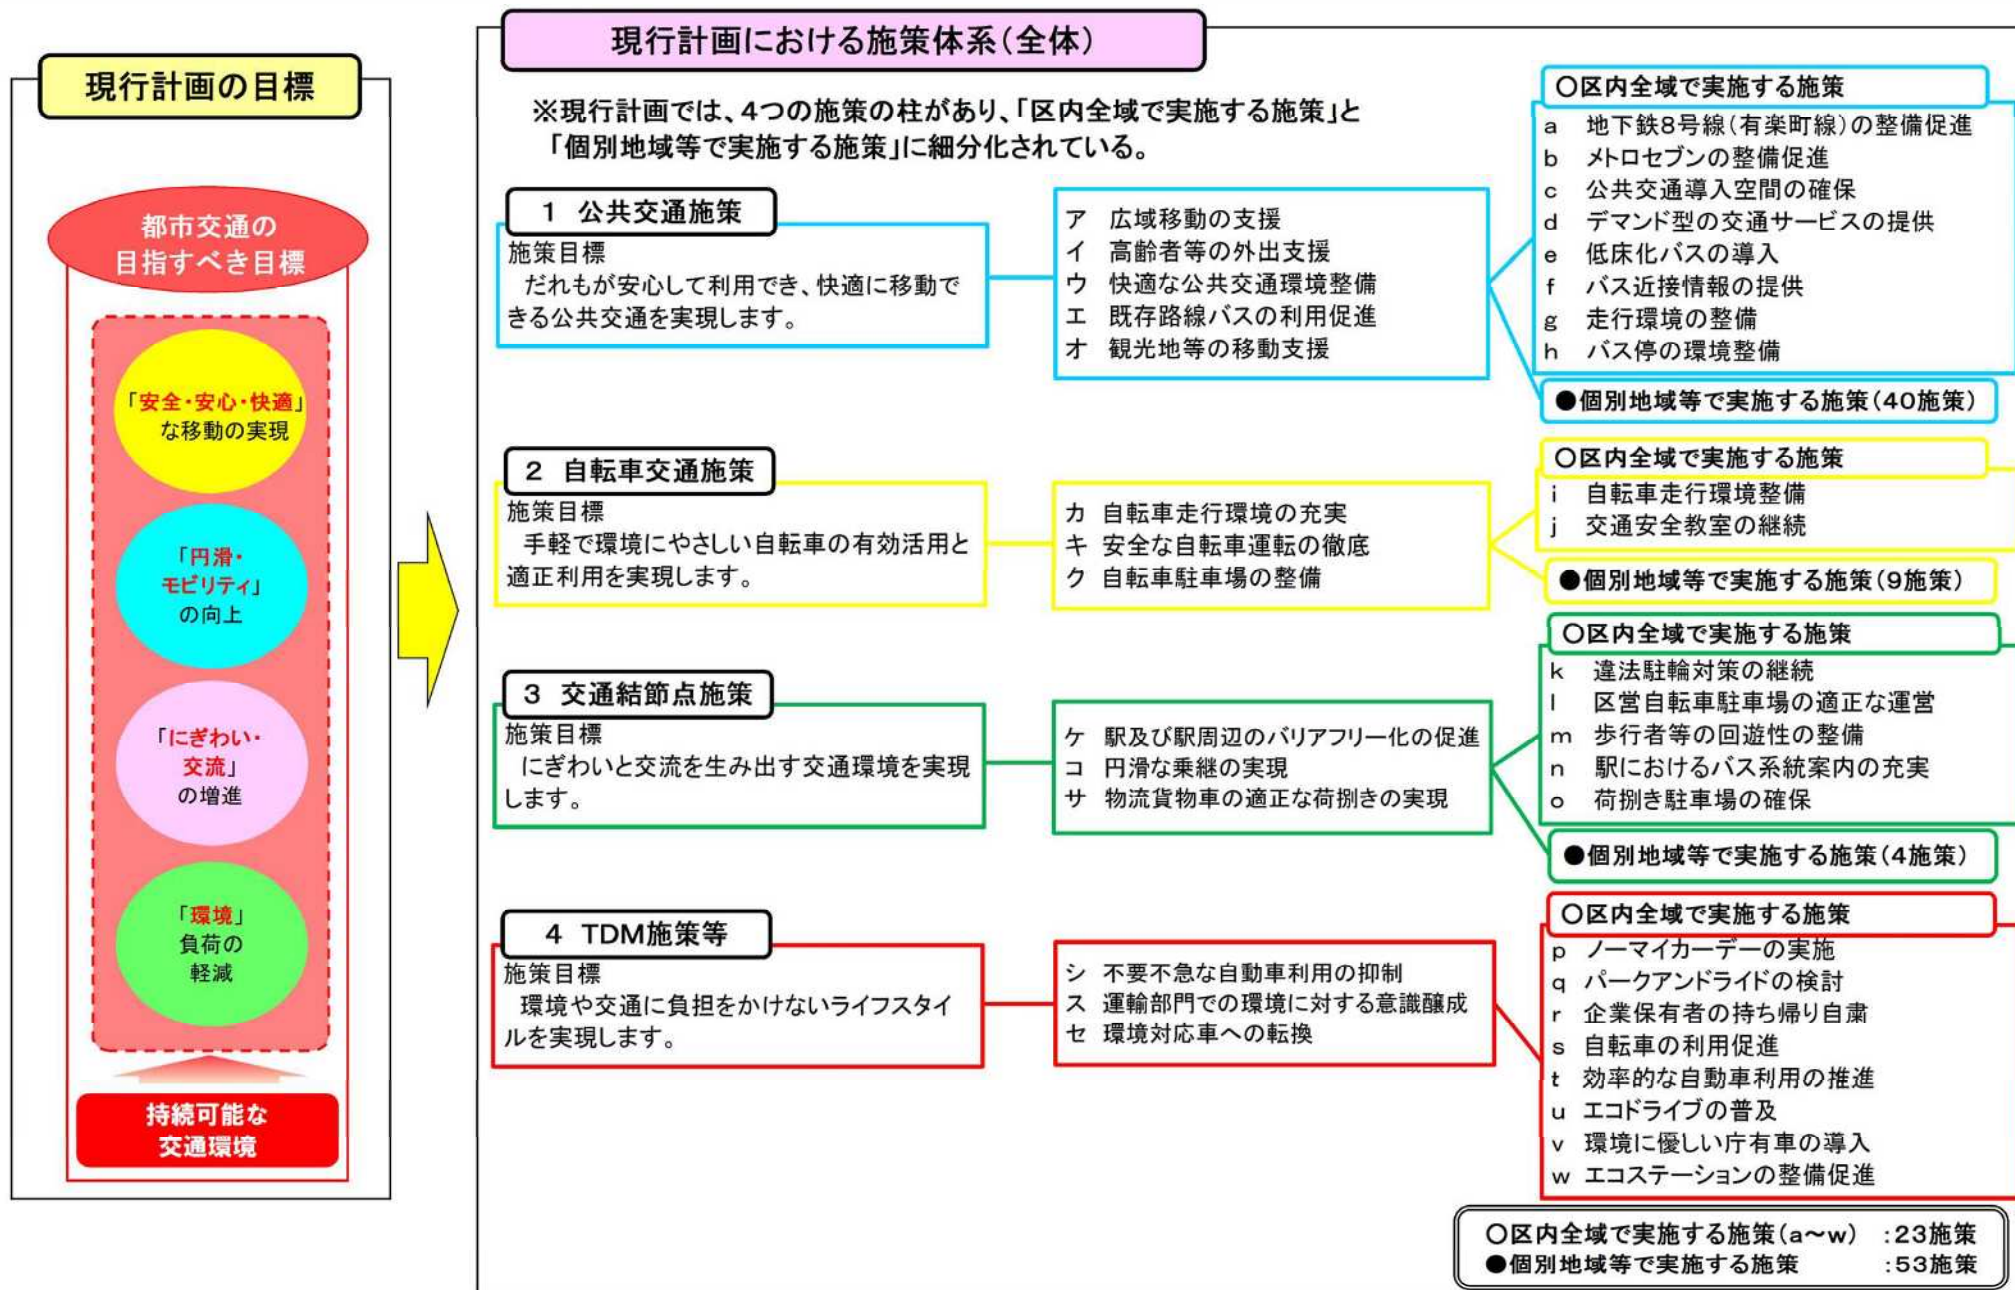 現行計画の目標
都市交通の
目指すべき目標
「安全・安心・快適」
な移動の実現
「円滑・
モビリティ」
の向上
「にぎわい・
交流」
の増進
「環境」
負荷の
軽減
持続可能な
交通環境
現行計画における施策体系(全体)
※現行計画では、4つの施策の柱があり、「区内全域で実施する施策」と
「個別地域等で実施する施策」に細分化されている。
1 公共交通施策
施策目標
だれもが安心して利用でき、快適に移動で
きる公共交通を実現します。
ア 広域移動の支援
イ 高齢者等の外出支援
ウ 快適な公共交通環境整備
エ 既存路線バスの利用促進
オ 観光地等の移動支援
○区内全域で実施する施策
a 地下鉄8号線(有楽町線)の整備促進
b メトロセブンの整備促進
c 公共交通導入空間の確保
d デマンド型の交通サービスの提供
e 低床化バスの導入
f バス近接情報の提供
g 走行環境の整備
h バス停の環境整備
●個別地域等で実施する施策(40施策)
2 自転車交通施策
施策目標
手軽で環境にやさしい自転車の有効活用と
適正利用を実現します。
カ 自転車走行環境の充実
キ 安全な自転車運転の徹底
ク 自転車駐車場の整備
○区内全域で実施する施策
i 自転車走行環境整備
j 交通安全教室の継続
●個別地域等で実施する施策(9施策)
3 交通結節点施策
施策目標
にぎわいと交流を生み出す交通環境を実現
します。
ケ 駅及び駅周辺のバリアフリー化の促進
コ 円滑な乗継の実現
サ 物流貨物車の適正な荷捌きの実現
○区内全域で実施する施策
k 違法駐輪対策の継続
l 区営自転車駐車場の適正な運営
m 歩行者等の回遊性の整備
n 駅におけるバス系統案内の充実
o 荷捌き駐車場の確保
●個別地域等で実施する施策(4施策)
4 TDM施策等
施策目標
環境や交通に負担をかけないライフスタイ
ルを実現します。
シ 不要不急な自動車利用の抑制
ス 運輸部門での環境に対する意識醸成
セ 環境対応車への転換
○区内全域で実施する施策
p ノーマイカーデーの実施
q パークアンドライドの検討
r 企業保有者の持ち帰り自粛
s 自転車の利用促進
t 効率的な自動車利用の推進
u エコドライブの普及
v 環境に優しい庁有車の導入
w エコステーションの整備促進
○区内全域で実施する施策(a~w) :23施策
●個別地域等で実施する施策 :53施策